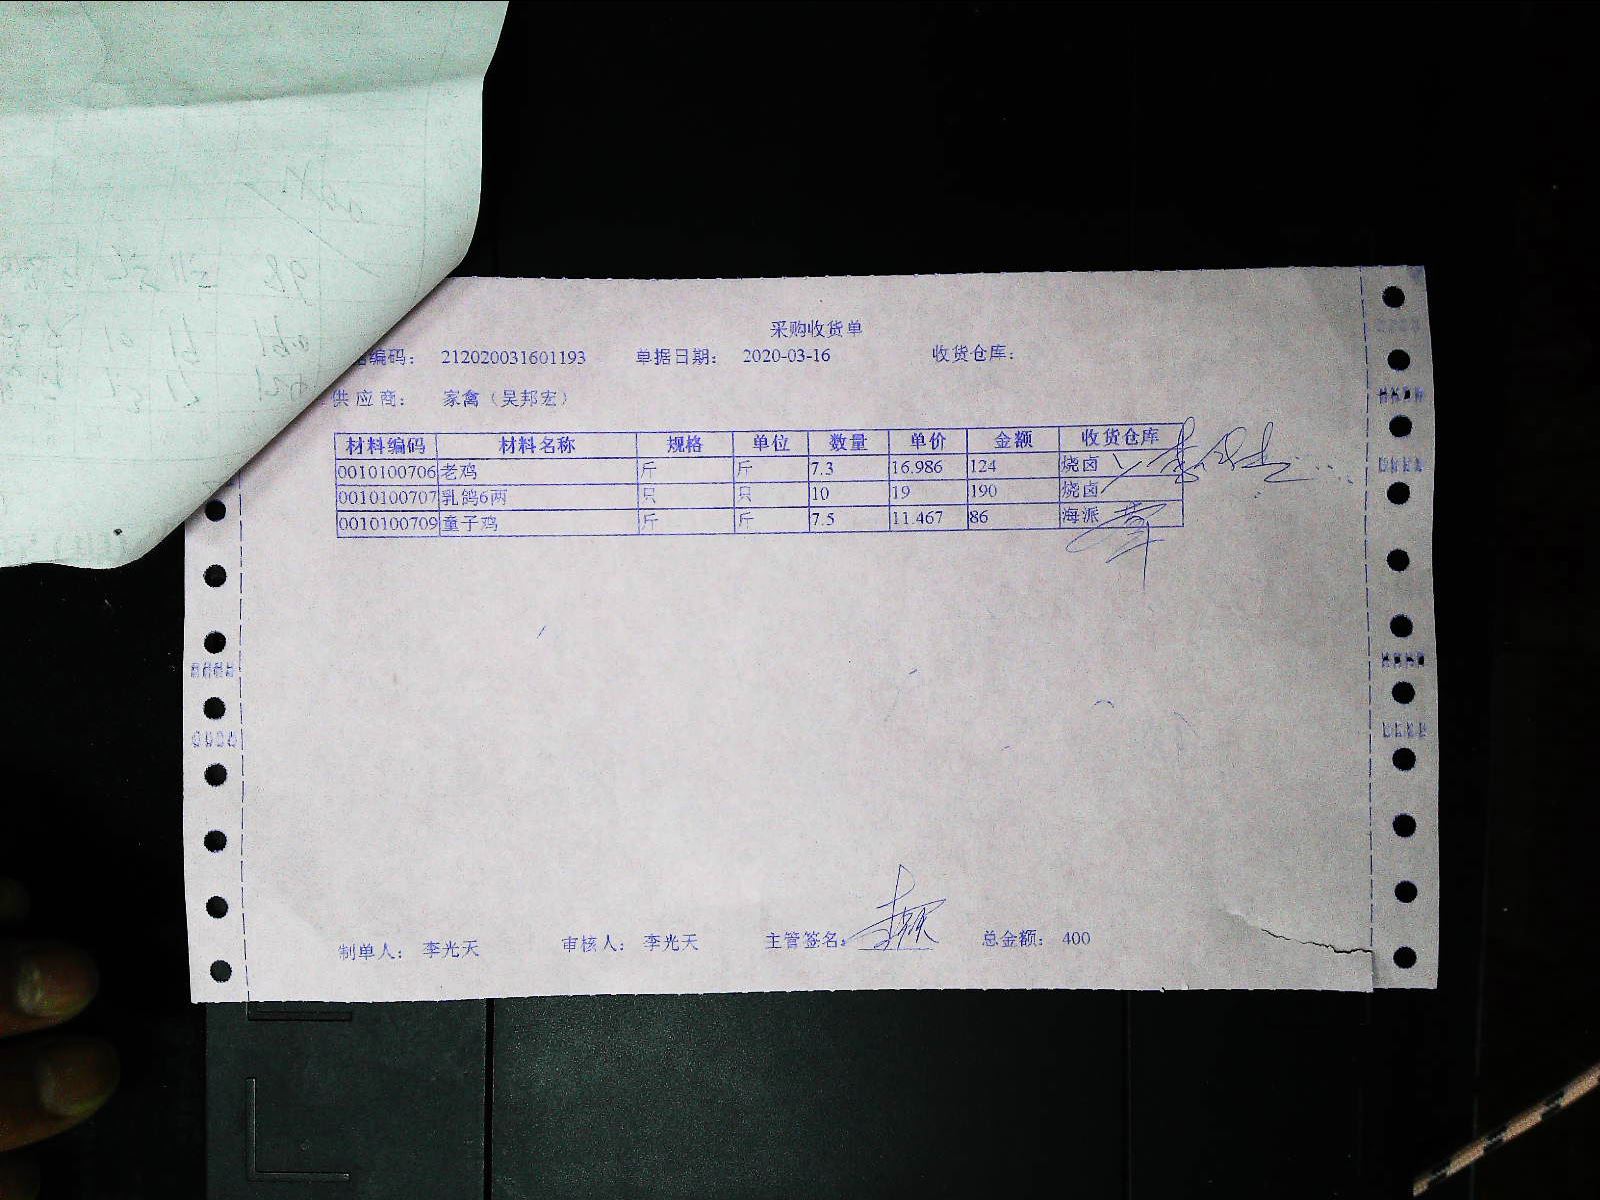 采购收货单
编码： 212020031601193 单据日期： 2020-03-16 收货仓库：
供应商： 家禽（吴邦宏）
材料编码 材料名称 规格 单位 数量 单价 金额 收货仓库
0010100706 老鸡 斤 斤 7.3 16.986 124 烧卤
0010100707 乳鸽6两 只 只 10 19 190 烧卤
0010100709 童子鸡 斤 斤 7.5 11.467 86 海派
制单人： 李光天 审核人： 李光天 主管签名： 总金额： 400